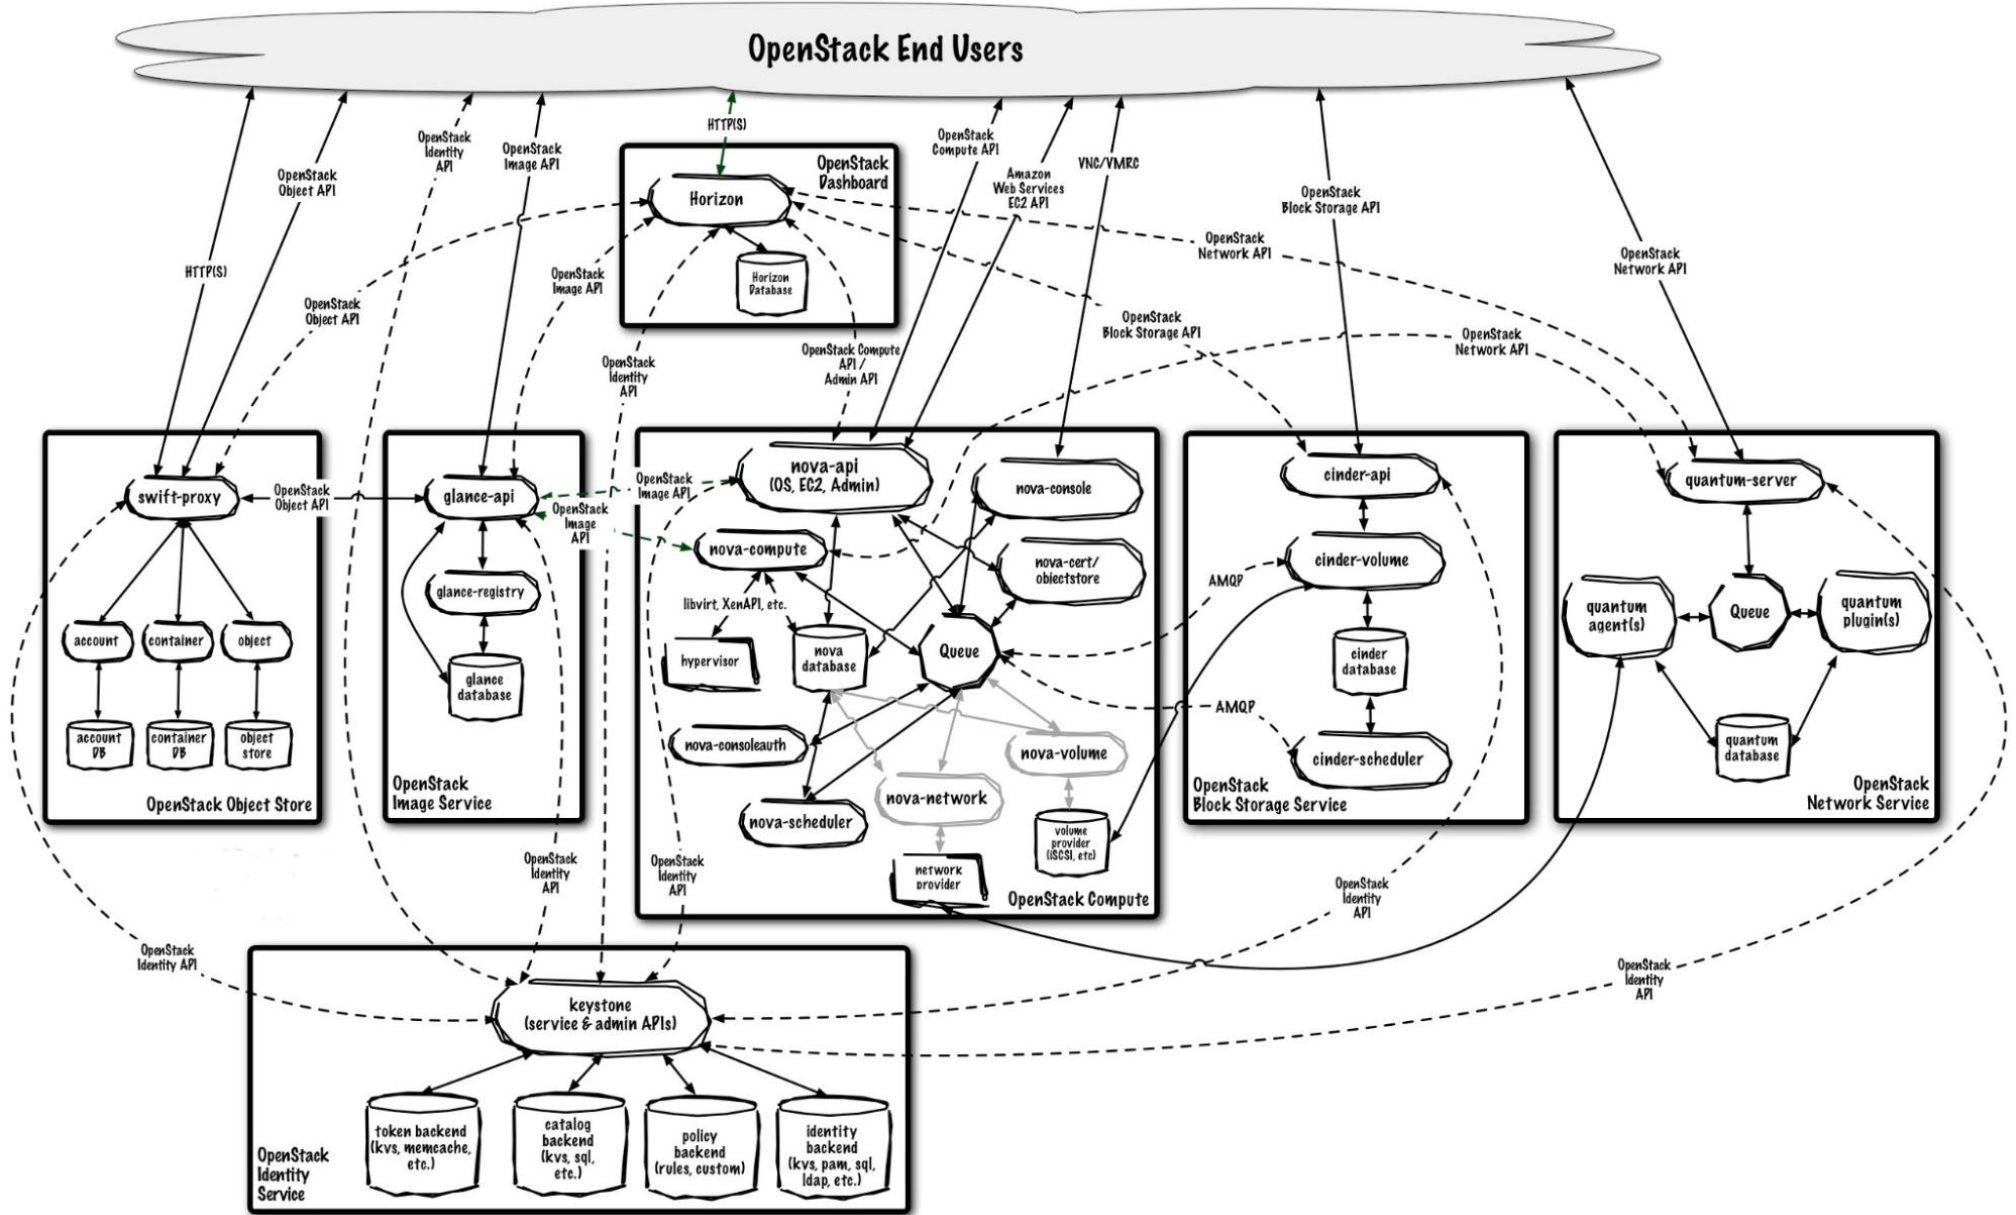 OpenStack End Users
HTTP(S)
OpenStack
Object API
OpenStack
Identity
API
OpenStack
Image API
HTTP(S)
OpenStack
Compute API
Amazon
Web Services
EC2 API
VNC/VMRC
OpenStack
Block Storage API
OpenStack
Network API
OpenStack
Dashboard
Horizon
Horizon
Database
OpenStack
Object API
OpenStack
Image API
OpenStack
Identity
API
OpenStack Compute
API /
Admin API
OpenStack
Network API
OpenStack
Block Storage API
OpenStack
Network API
swift-proxy
account
container
object
account
DB
container
DB
object
store
OpenStack Object Store
OpenStack
Object API
glance-api
glance-registry
glance
database
OpenStack
Image Service
OpenStack
Image API
OpenStack
Image
API
nova-api
(OS, EC2, Admin)
nova-console
nova-compute
nova-cert/
objectstore
libvirt, XenAPI, etc.
hypervisor
nova
database
Queue
nova-consoleauth
nova-volume
nova-network
nova-scheduler
volume
provider
(iSCSI, etc)
network
provider
OpenStack Compute
cinder-api
cinder-volume
AMQP
cinder
database
AMQP
cinder-scheduler
OpenStack
Block Storage Service
quantum-server
quantum
agent(s)
Queue
quantum
plugin(s)
quantum
database
OpenStack
Network Service
OpenStack
Identity
API
OpenStack
Identity
API
OpenStack
Identity
API
OpenStack
Identity API
OpenStack
Identity
API
keystone
(service & admin APIs)
token backend
(kvs, memcache,
etc.)
catalog
backend
(kvs, sql,
etc.)
policy
backend
(rules, custom)
identity
backend
(kvs, pam, sql,
ldap, etc.)
OpenStack
Identity
Service